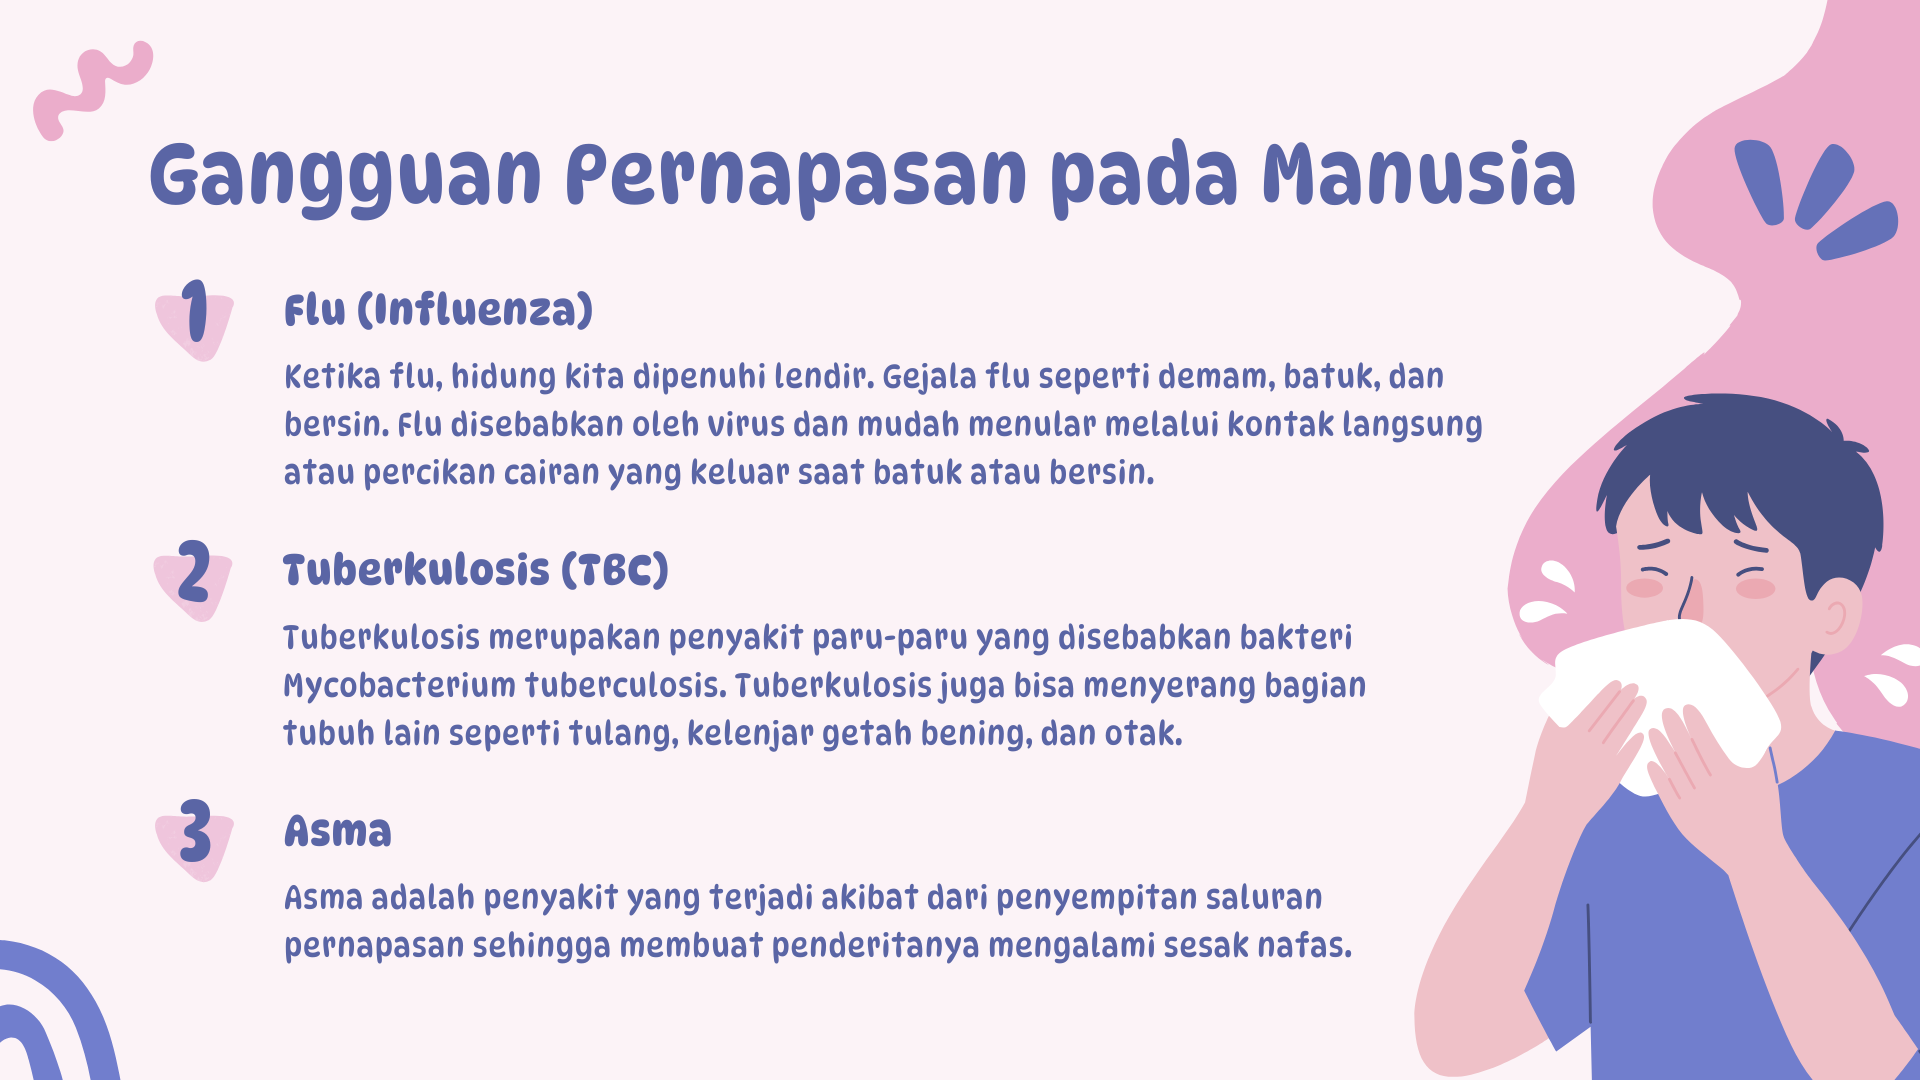 Gangguan Pernapasan pada Manusia
1
Flu (Influenza)
Ketika flu, hidung kita dipenuhi lendir. Gejala flu seperti demam, batuk, dan
bersin. Flu disebabkan oleh virus dan mudah menular melalui kontak langsung
atau percikan cairan yang keluar saat batuk atau bersin.
2
Tuberkulosis (TBC)
Tuberkulosis merupakan penyakit paru-paru yang disebabkan bakteri
Mycobacterium tuberculosis. Tuberkulosis juga bisa menyerang bagian
tubuh lain seperti tulang, kelenjar getah bening, dan otak.
3
Asma
Asma adalah penyakit yang terjadi akibat dari penyempitan saluran
pernapasan sehingga membuat penderitanya mengalami sesak nafas.